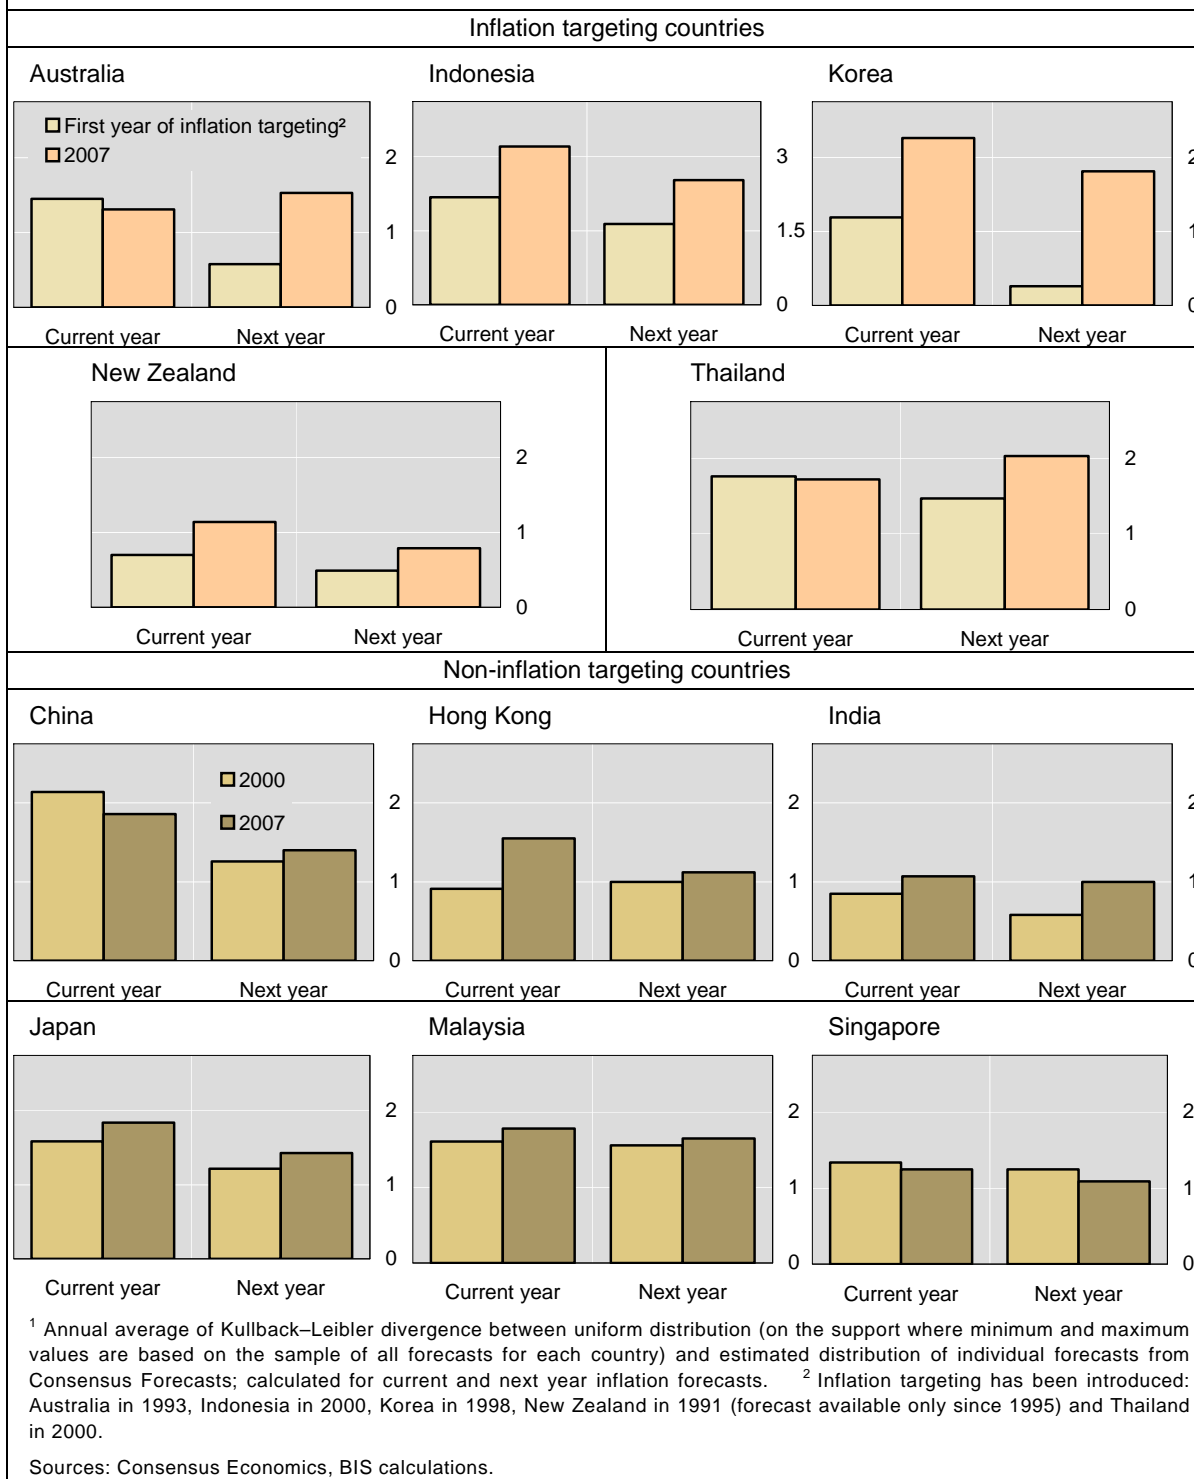 Inflation targeting countries
Australia
First year of inflation targeting²
2007
2
1
0
Current year Next year
Indonesia
3
1.5
0
Current year Next year
Korea
2
1
0
Current year Next year
New Zealand
2
1
0
Current year Next year
Thailand
2
1
0
Current year Next year
Non-inflation targeting countries
China
2000
2007
2
1
0
Current year Next year
Hong Kong
2
1
0
Current year Next year
India
2
1
0
Current year Next year
Japan
2
1
0
Current year Next year
Malaysia
2
1
0
Current year Next year
Singapore
2
1
0
Current year Next year
¹ Annual average of Kullback–Leibler divergence between uniform distribution (on the support where minimum and maximum
values are based on the sample of all forecasts for each country) and estimated distribution of individual forecasts from
Consensus Forecasts; calculated for current and next year inflation forecasts. ² Inflation targeting has been introduced:
Australia in 1993, Indonesia in 2000, Korea in 1998, New Zealand in 1991 (forecast available only since 1995) and Thailand
in 2000.
Sources: Consensus Economics, BIS calculations.